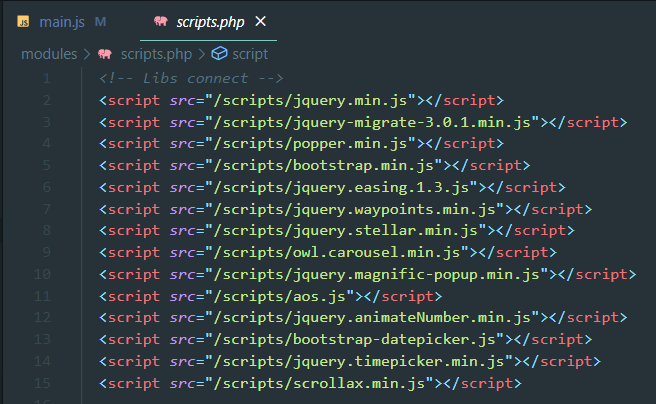 main.js M scripts.php
modules > scripts.php > script
1 <!-- Libs connect -->
2 <script src="/scripts/jquery.min.js"></script>
3 <script src="/scripts/jquery-migrate-3.0.1.min.js"></script>
4 <script src="/scripts/popper.min.js"></script>
5 <script src="/scripts/bootstrap.min.js"></script>
6 <script src="/scripts/jquery.easing.1.3.js"></script>
7 <script src="/scripts/jquery.waypoints.min.js"></script>
8 <script src="/scripts/jquery.stellar.min.js"></script>
9 <script src="/scripts/owl.carousel.min.js"></script>
10 <script src="/scripts/jquery.magnific-popup.min.js"></script>
11 <script src="/scripts/aos.js"></script>
12 <script src="/scripts/jquery.animateNumber.min.js"></script>
13 <script src="/scripts/bootstrap-datepicker.js"></script>
14 <script src="/scripts/jquery.timepicker.min.js"></script>
15 <script src="/scripts/scrollax.min.js"></script>